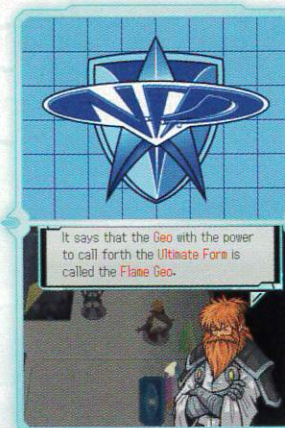 It says that the Geo with the power
to call forth the Ultimate Form is
called the Flame Geo.